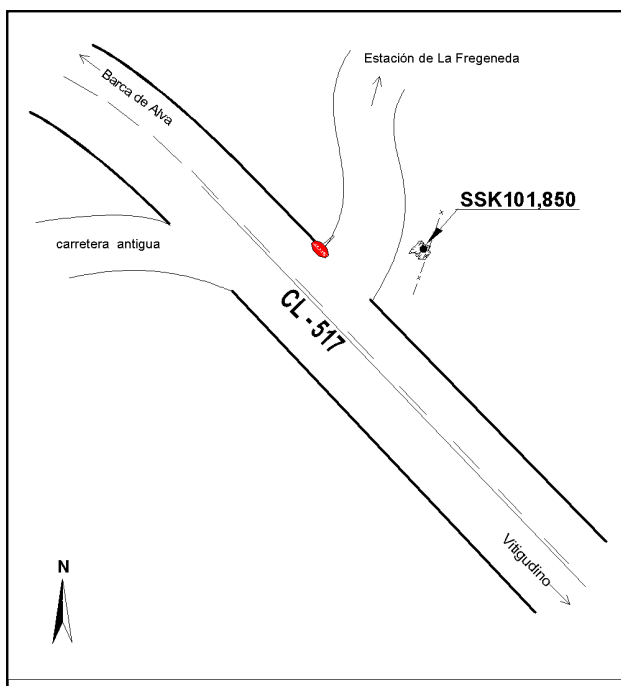 Estación de La Fregeneda
Barca de Alva
SSK101,850
carretera antigua
CL - 517
Vitigudino
N